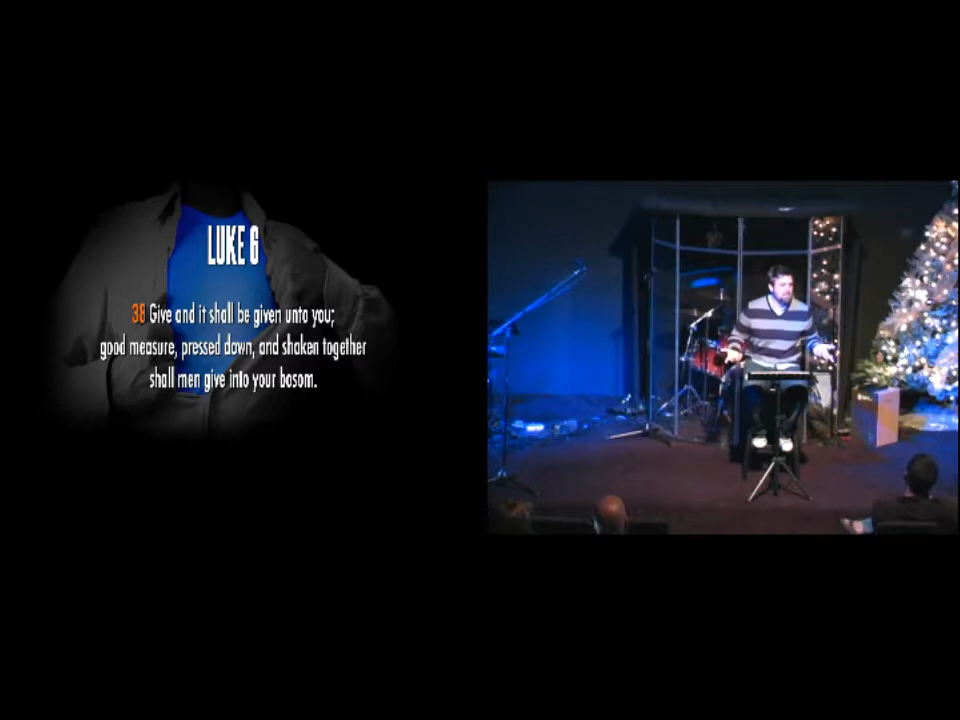 LUKE 6
38 Give and it shall be given unto you;
good measure, pressed down, and shaken together
shall men give into your bosom.